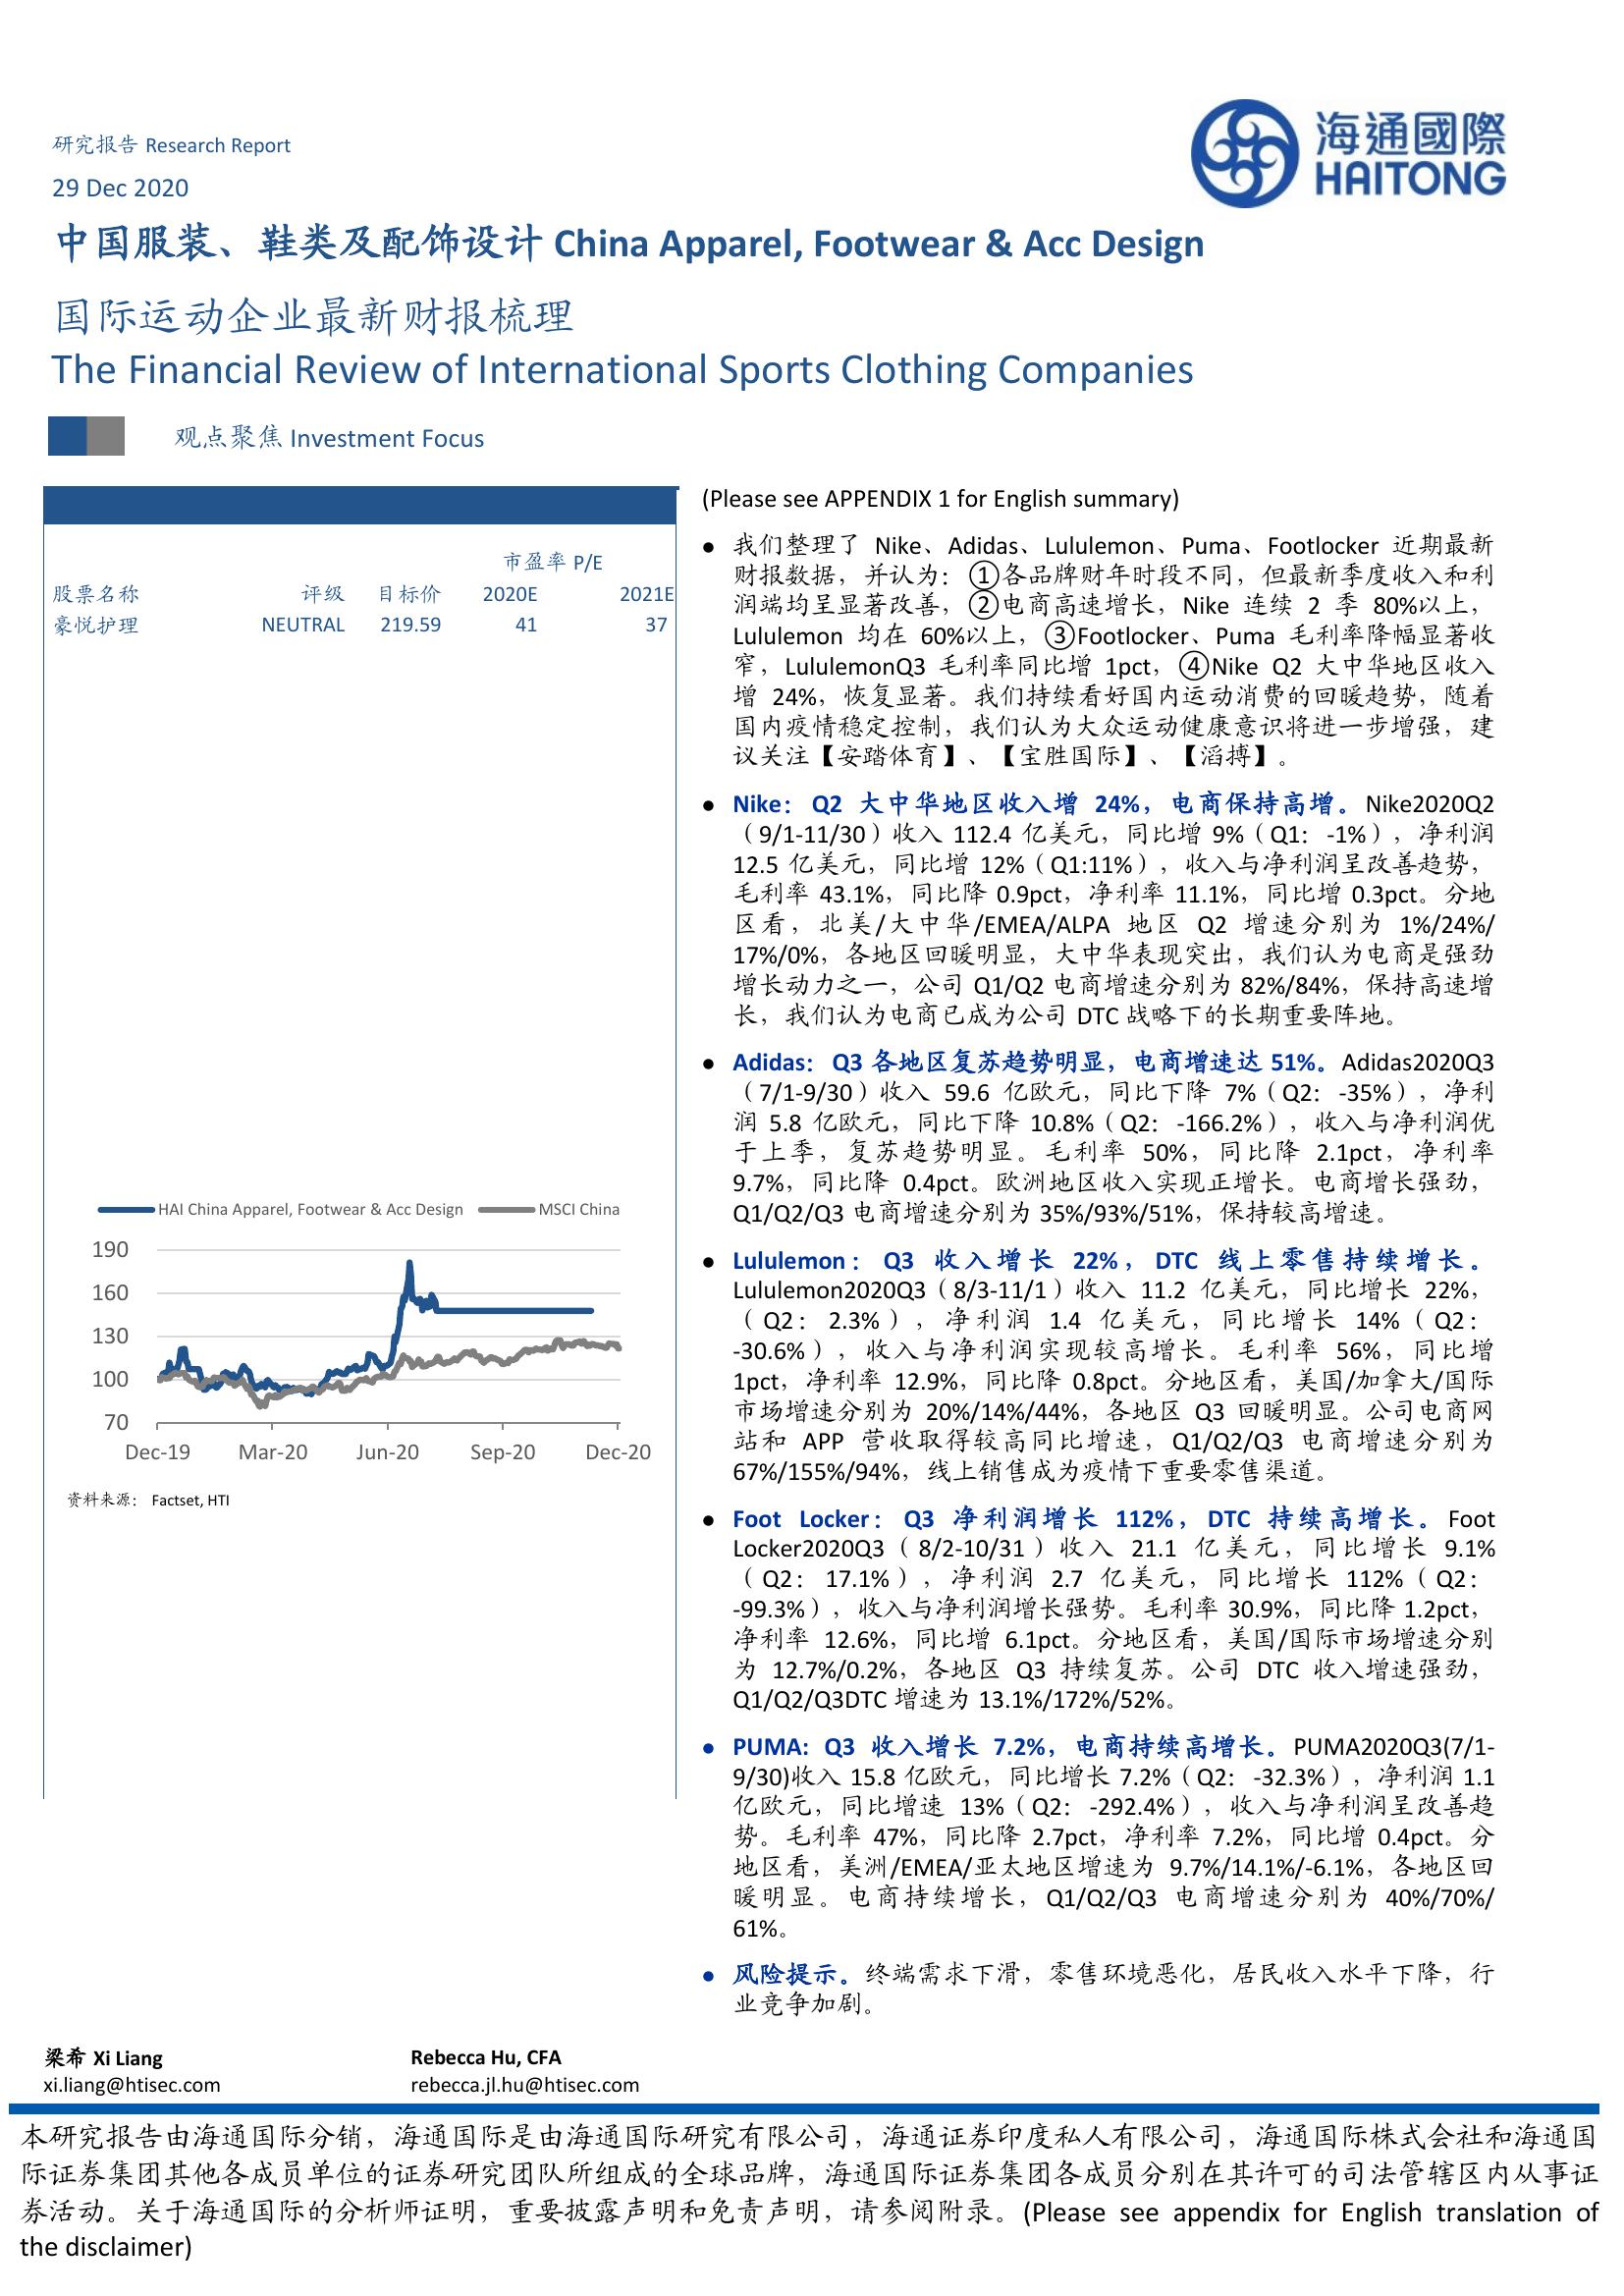 研究报告 Research Report
29 Dec 2020
海通國際
HAITONG
中国服装、鞋类及配饰设计 China Apparel, Footwear & Acc Design
国际运动企业最新财报梳理
The Financial Review of International Sports Clothing Companies
观点聚焦 Investment Focus
市盈率 P/E
股票名称 评级 目标价 2020E 2021E
豪悦护理 NEUTRAL 219.59 41 37
HAI China Apparel, Footwear & Acc Design MSCI China
190
160
130
100
70
Dec-19 Mar-20 Jun-20 Sep-20 Dec-20
资料来源： Factset, HTI
(Please see APPENDIX 1 for English summary)
● 我们整理了 Nike、Adidas、Lululemon、Puma、Footlocker 近期最新
财报数据，并认为：①各品牌财年时段不同，但最新季度收入和利
润端均呈显著改善，②电商高速增长，Nike 连续 2 季 80%以上，
Lululemon 均在 60%以上，③Footlocker、Puma 毛利率降幅显著收
窄，LululemonQ3 毛利率同比增 1pct，④Nike Q2 大中华地区收入
增 24%，恢复显著。我们持续看好国内运动消费的回暖趋势，随着
国内疫情稳定控制，我们认为大众运动健康意识将进一步增强，建
议关注【安踏体育】、【宝胜国际】、【滔搏】。
● Nike：Q2 大中华地区收入增 24%，电商保持高增。Nike2020Q2
（9/1-11/30）收入 112.4 亿美元，同比增 9%（Q1：-1%），净利润
12.5 亿美元，同比增 12%（Q1:11%），收入与净利润呈改善趋势，
毛利率 43.1%，同比降 0.9pct，净利率 11.1%，同比增 0.3pct。分地
区看，北美/大中华/EMEA/ALPA 地区 Q2 增速分别为 1%/24%/
17%/0%，各地区回暖明显，大中华表现突出，我们认为电商是强劲
增长动力之一，公司 Q1/Q2 电商增速分别为 82%/84%，保持高速增
长，我们认为电商已成为公司 DTC 战略下的长期重要阵地。
● Adidas：Q3 各地区复苏趋势明显，电商增速达 51%。Adidas2020Q3
（7/1-9/30）收入 59.6 亿欧元，同比下降 7%（Q2：-35%），净利
润 5.8 亿欧元，同比下降 10.8%（Q2：-166.2%），收入与净利润优
于上季，复苏趋势明显。毛利率 50%，同比降 2.1pct，净利率
9.7%，同比降 0.4pct。欧洲地区收入实现正增长。电商增长强劲，
Q1/Q2/Q3 电商增速分别为 35%/93%/51%，保持较高增速。
● Lululemon：Q3 收入增长 22%，DTC 线上零售持续增长。
Lululemon2020Q3（8/3-11/1）收入 11.2 亿美元，同比增长 22%，
（Q2：2.3%），净利润 1.4 亿美元，同比增长 14%（Q2：
-30.6%），收入与净利润实现较高增长。毛利率 56%，同比增
1pct，净利率 12.9%，同比降 0.8pct。分地区看，美国/加拿大/国际
市场增速分别为 20%/14%/44%，各地区 Q3 回暖明显。公司电商网
站和 APP 营收取得较高同比增速，Q1/Q2/Q3 电商增速分别为
67%/155%/94%，线上销售成为疫情下重要零售渠道。
● Foot Locker：Q3 净利润增长 112%，DTC 持续高增长。Foot
Locker2020Q3（8/2-10/31）收入 21.1 亿美元，同比增长 9.1%
（Q2：17.1%），净利润 2.7 亿美元，同比增长 112%（Q2：
-99.3%），收入与净利润增长强势。毛利率 30.9%，同比降 1.2pct，
净利率 12.6%，同比增 6.1pct。分地区看，美国/国际市场增速分别
为 12.7%/0.2%，各地区 Q3 持续复苏。公司 DTC 收入增速强劲，
Q1/Q2/Q3DTC 增速为 13.1%/172%/52%。
● PUMA：Q3 收入增长 7.2%，电商持续高增长。PUMA2020Q3(7/1-
9/30)收入 15.8 亿欧元，同比增长 7.2%（Q2：-32.3%），净利润 1.1
亿欧元，同比增速 13%（Q2：-292.4%），收入与净利润呈改善趋
势。毛利率 47%，同比降 2.7pct，净利率 7.2%，同比增 0.4pct。分
地区看，美洲/EMEA/亚太地区增速为 9.7%/14.1%/-6.1%，各地区回
暖明显。电商持续增长，Q1/Q2/Q3 电商增速分别为 40%/70%/
61%。
● 风险提示。终端需求下滑，零售环境恶化，居民收入水平下降，行
业竞争加剧。
梁希 Xi Liang
xi.liang@htisec.com
Rebecca Hu, CFA
rebecca.jl.hu@htisec.com
本研究报告由海通国际分销，海通国际是由海通国际研究有限公司，海通证券印度私人有限公司，海通国际株式会社和海通国
际证券集团其他各成员单位的证券研究团队所组成的全球品牌，海通国际证券集团各成员分别在其许可的司法管辖区内从事证
券活动。关于海通国际的分析师证明，重要披露声明和免责声明，请参阅附录。(Please see appendix for English translation of
the disclaimer)